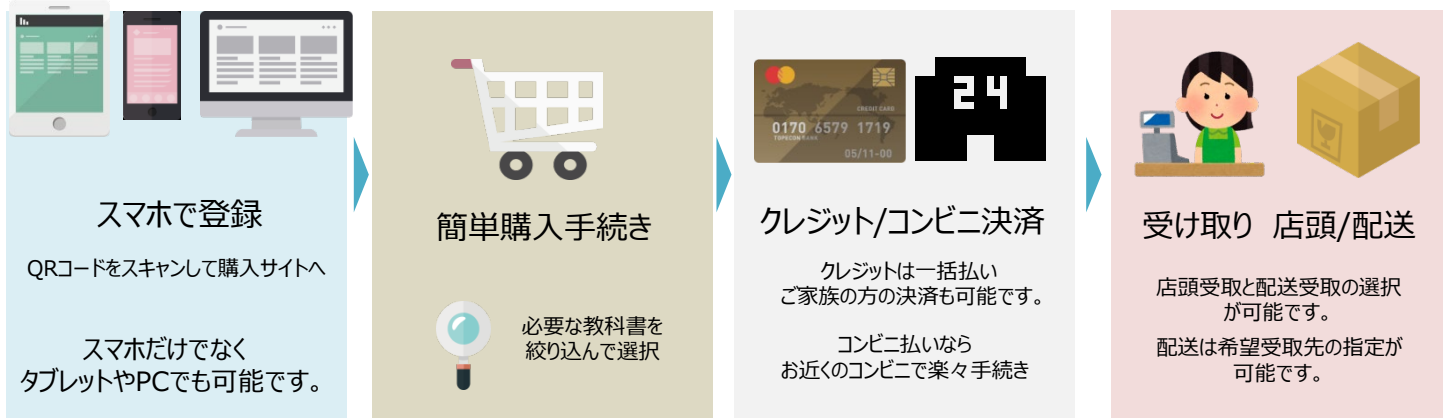 スマホで登録
QRコードをスキャンして購入サイトへ
スマホだけでなく
タブレットやPCでも可能です。
簡単購入手続き
必要な教科書を
絞り込んで選択
CREDIT CARD
0170 6579 1719
TOPECON BANK
05/11-00
24
クレジット/コンビニ決済
クレジットは一括払い
ご家族の方の決済も可能です。
コンビニ払いなら
お近くのコンビニで楽々手続き
受け取り 店頭/配送
店頭受取と配送受取の選択
が可能です。
配送は希望受取先の指定が
可能です。